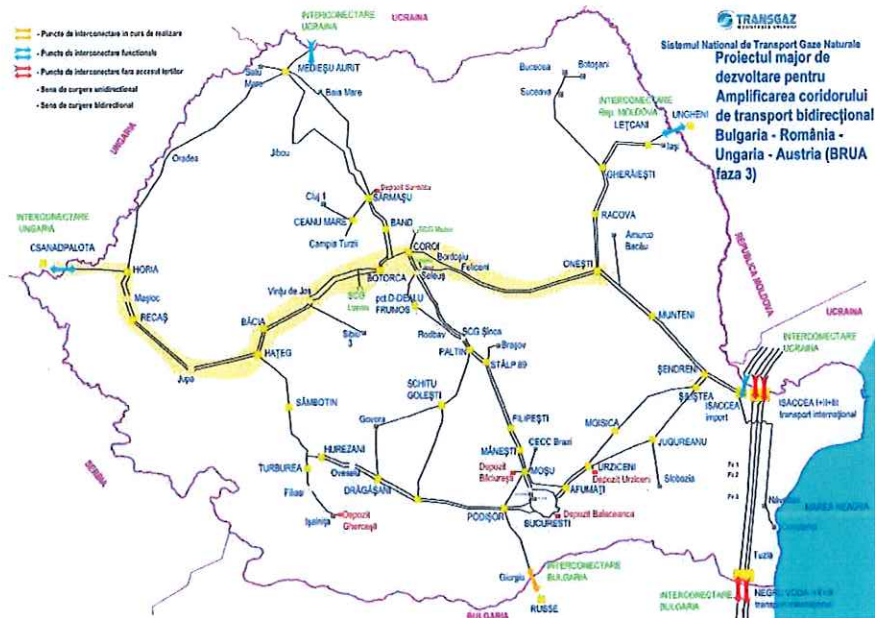 INTERCONECTARE
UCRAINA
UCRAINA
UCRAINA
TRANSGAZ
Sistemul National de Transport Gaze Naturale
Proiectul major de
dezvoltare pentru
Amplificarea coridorului
de transport bidirecțional
Bulgaria - România -
Ungaria - Austria (BRUA
faza 3)
- Puncte de interconectare in curs de realizare
- Puncte de interconectare functionale
- Puncte de interconectare fara accesul tertilor
- Sens de curgere unidirectional
- Sens de curgere bidirectional
Satu
Mare
MEDIEȘU AURIT
Baia Mare
Bucecea
Botoșani
Suceava
INTERCONECTARE
Rep. MOLDOVA
LEȚCANI
UNGHENI
Iași
UNGARIA
Oradea
Jibou
GHERĂIEȘTI
Cluj 1
SĂRMAȘU
CEANU MARE
BAND
Campia Turzii
RACOVA
INTERCONECTARE
UNGARIA
CSANADPALOTA
COROI
Bordoșiu
Feliceni
ONEȘTI
Bacău
REPUBLICA MOLDOVA
HORIA
Mașloc
RECAȘ
BOTORCA
Vințu de Jos
BĂCIA
Sibiu
3
FRUMOS
Rodbav
MUNTENI
UCRAINA
HAȚEG
Jupa
SCG Șinca
PALTIN
Brașov
STÂLP 89
INTERCONECTARE
UCRAINA
ȘENDRENI
ISACCEA
import
ISACCEA I+II+III
transport international
SÂMBOTIN
SCHITU
GOLEȘTI
Govora
FILIPEȘTI
MOISICA
JUGUREANU
SERBIA
HUREZANI
TURBUREA
DRĂGĂȘANI
Filiași
MĂNEȘTI
CECC Brazi
MOȘU
URZICENI
Depozit Urziceni
Slobozia
AFUMAȚI
Depozit
Ghercești
Ișalnița
PODIȘOR
BUCURESTI
Depozit Balaceanca
MAREA NEAGRA
Giurgiu
INTERCONECTARE
BULGARIA
RUSSE
BULGARIA
Tuzla
INTERCONECTARE
BULGARIA